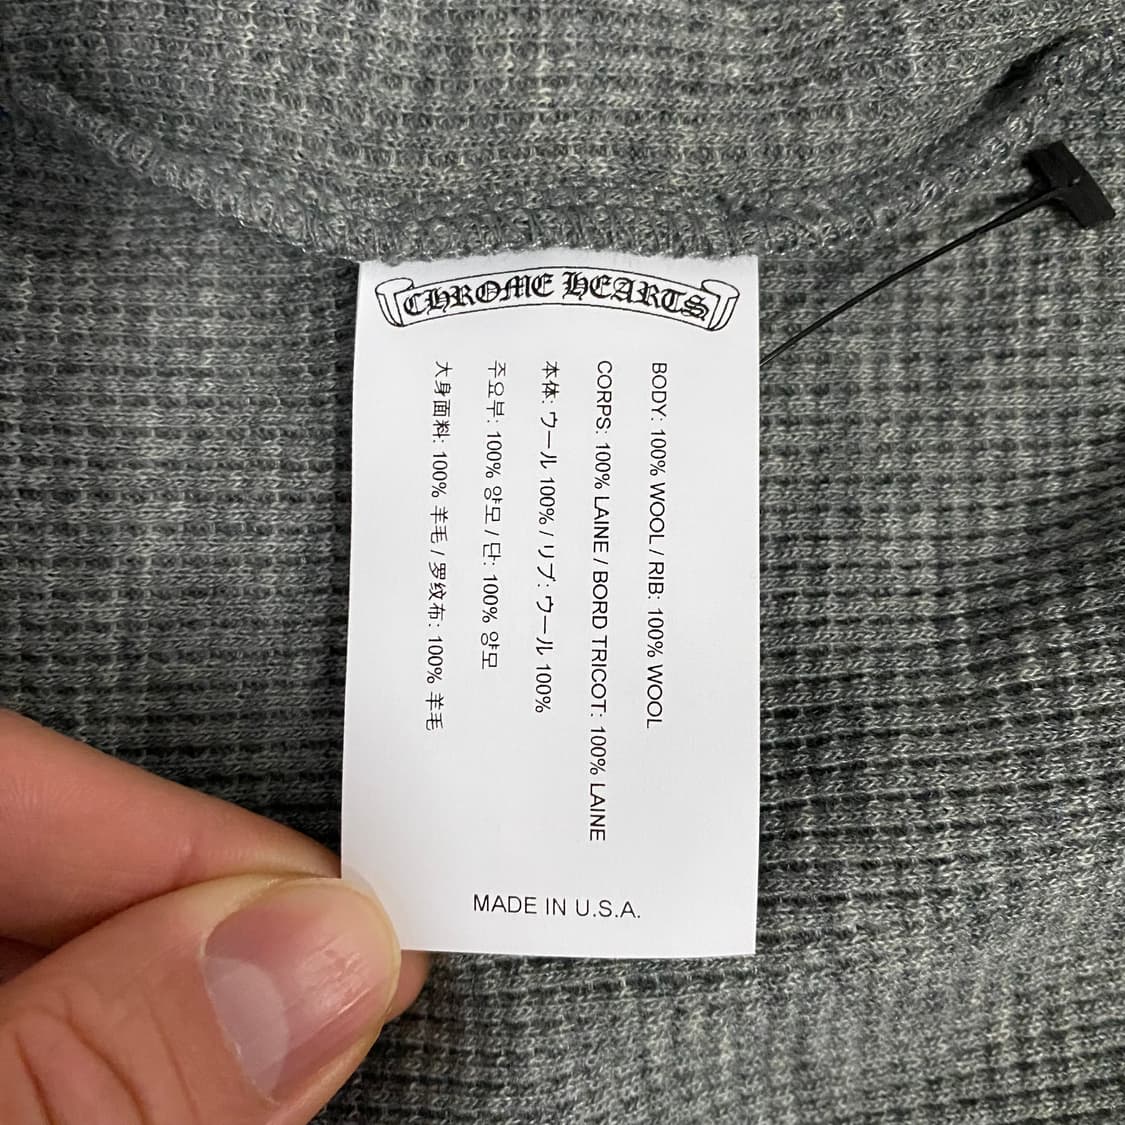 CHROME HEARTS
BODY: 100% WOOL / RIB: 100% WOOL
CORPS: 100% LAINE / BORD TRICOT: 100% LAINE
本体: ウール 100% / リブ: ウール 100%
주요부: 100% 양모 / 단: 100% 양모
大身面料: 100% 羊毛 / 罗纹布: 100% 羊毛
MADE IN U.S.A.